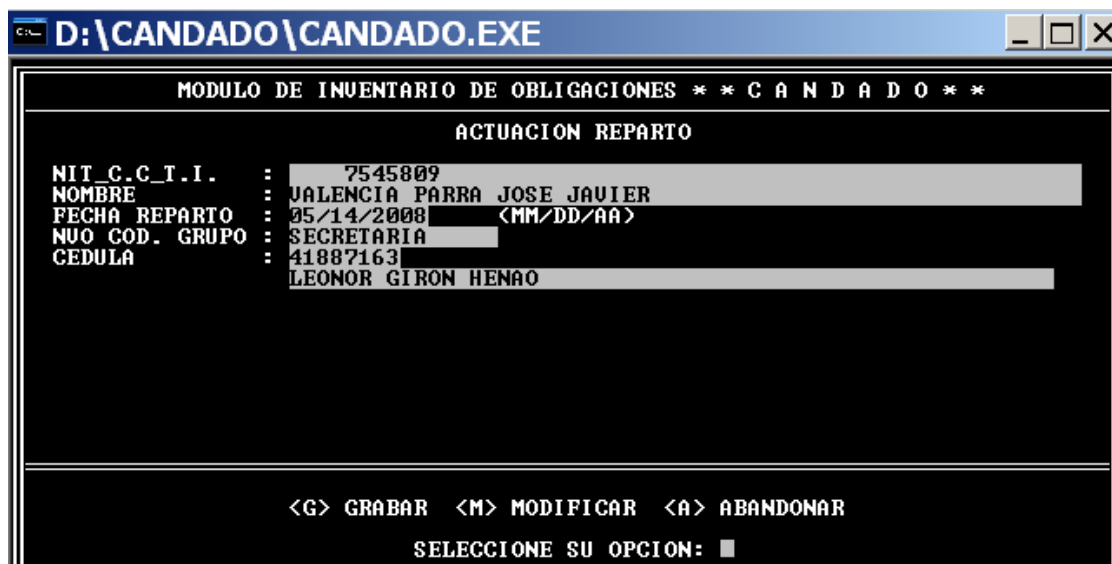 D:\CANDADO\CANDADO.EXE
MODULO DE INVENTARIO DE OBLIGACIONES * * C A N D A D O * *
ACTUACION REPARTO
NIT_C.C_T.I. : 7545809
NOMBRE : VALENCIA PARRA JOSE JAVIER
FECHA REPARTO : 05/14/2008 (MM/DD/AA)
NVO COD. GRUPO : SECRETARIA
CEDULA : 41887163
LEONOR GIRON HENAO
<G> GRABAR <M> MODIFICAR <A> ABANDONAR
SELECCIONE SU OPCION: